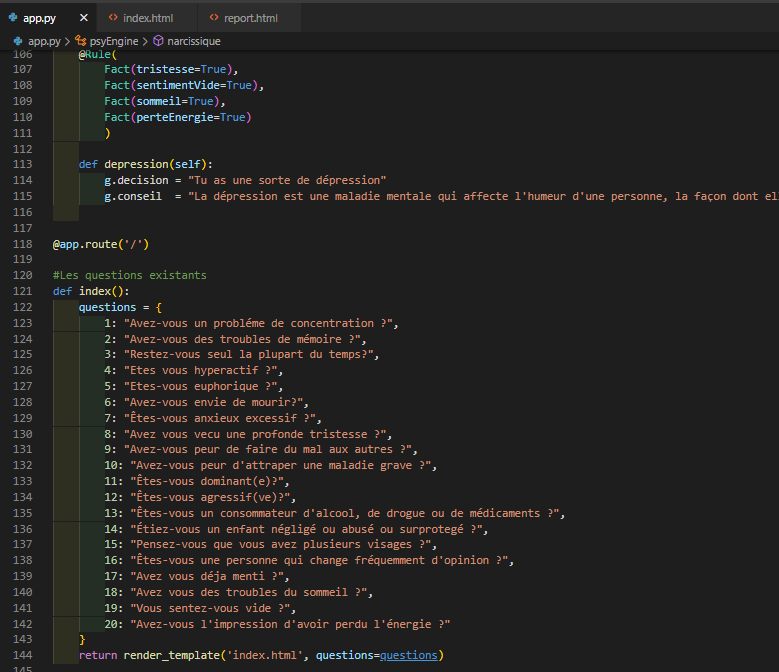 app.py × <> index.html <> report.html
app.py > psyEngine > narcissique
106 @Rule(
107 Fact(tristesse=True),
108 Fact(sentimentVide=True),
109 Fact(sommeil=True),
110 Fact(perteEnergie=True)
111 )
112
113 def depression(self):
114 g.decision = "Tu as une sorte de dépression"
115 g.conseil  = "La dépression est une maladie mentale qui affecte l'humeur d'une personne, la façon dont ell
116
117
118 @app.route('/')
119
120 #Les questions existants
121 def index():
122 questions = {
123 1: "Avez-vous un probléme de concentration ?",
124 2: "Avez-vous des troubles de mémoire ?",
125 3: "Restez-vous seul la plupart du temps?",
126 4: "Etes vous hyperactif ?",
127 5: "Etes-vous euphorique ?",
128 6: "Avez-vous envie de mourir?",
129 7: "Êtes-vous anxieux excessif ?",
130 8: "Avez vous vecu une profonde tristesse ?",
131 9: "Avez-vous peur de faire du mal aux autres ?",
132 10: "Avez-vous peur d'attraper une maladie grave ?",
133 11: "Êtes-vous dominant(e)?",
134 12: "Êtes-vous agressif(ve)?",
135 13: "Êtes-vous un consommateur d'alcool, de drogue ou de médicaments ?",
136 14: "Étiez-vous un enfant négligé ou abusé ou surprotegé ?",
137 15: "Pensez-vous que vous avez plusieurs visages ?",
138 16: "Êtes-vous une personne qui change fréquemment d'opinion ?",
139 17: "Avez vous déja menti ?",
140 18: "Avez vous des troubles du sommeil ?",
141 19: "Vous sentez-vous vide ?",
142 20: "Avez-vous l'impression d'avoir perdu l'énergie ?"
143 }
144 return render_template('index.html', questions=questions)
145